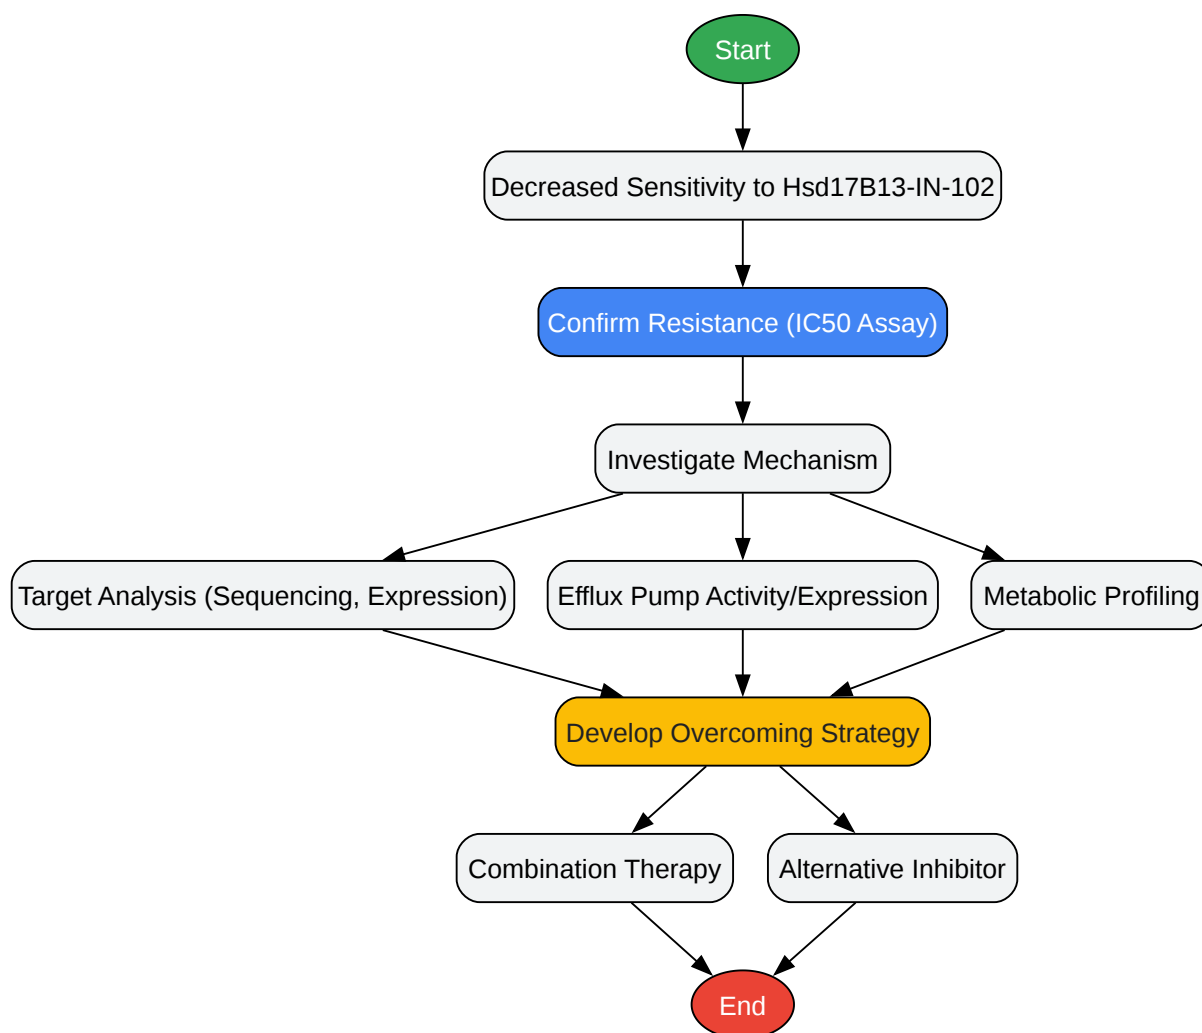 Start
Decreased Sensitivity to Hsd17B13-IN-102
Confirm Resistance (IC50 Assay)
Investigate Mechanism
Target Analysis (Sequencing, Expression)
Efflux Pump Activity/Expression
Metabolic Profiling
Develop Overcoming Strategy
Combination Therapy
Alternative Inhibitor
End